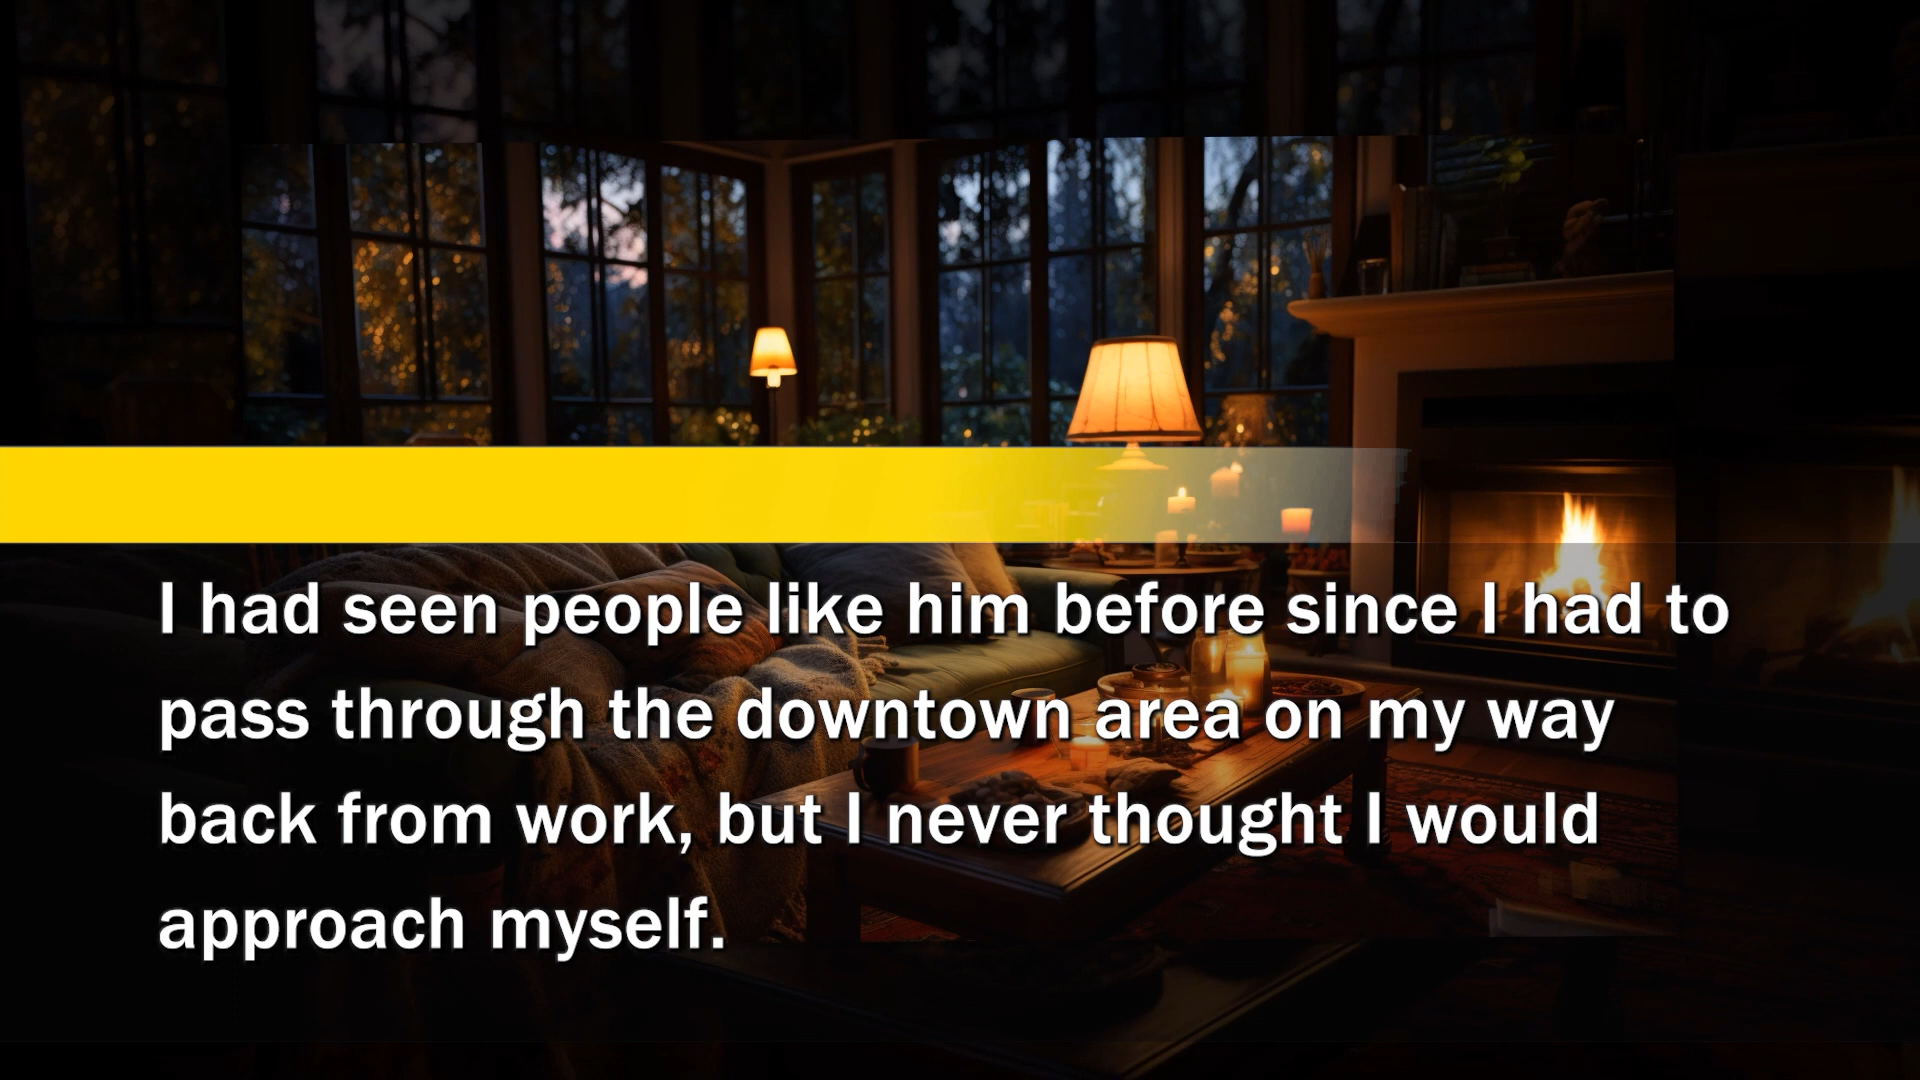 I had seen people like him before since I had to
pass through the downtown area on my way
back from work, but I never thought I would
approach myself.